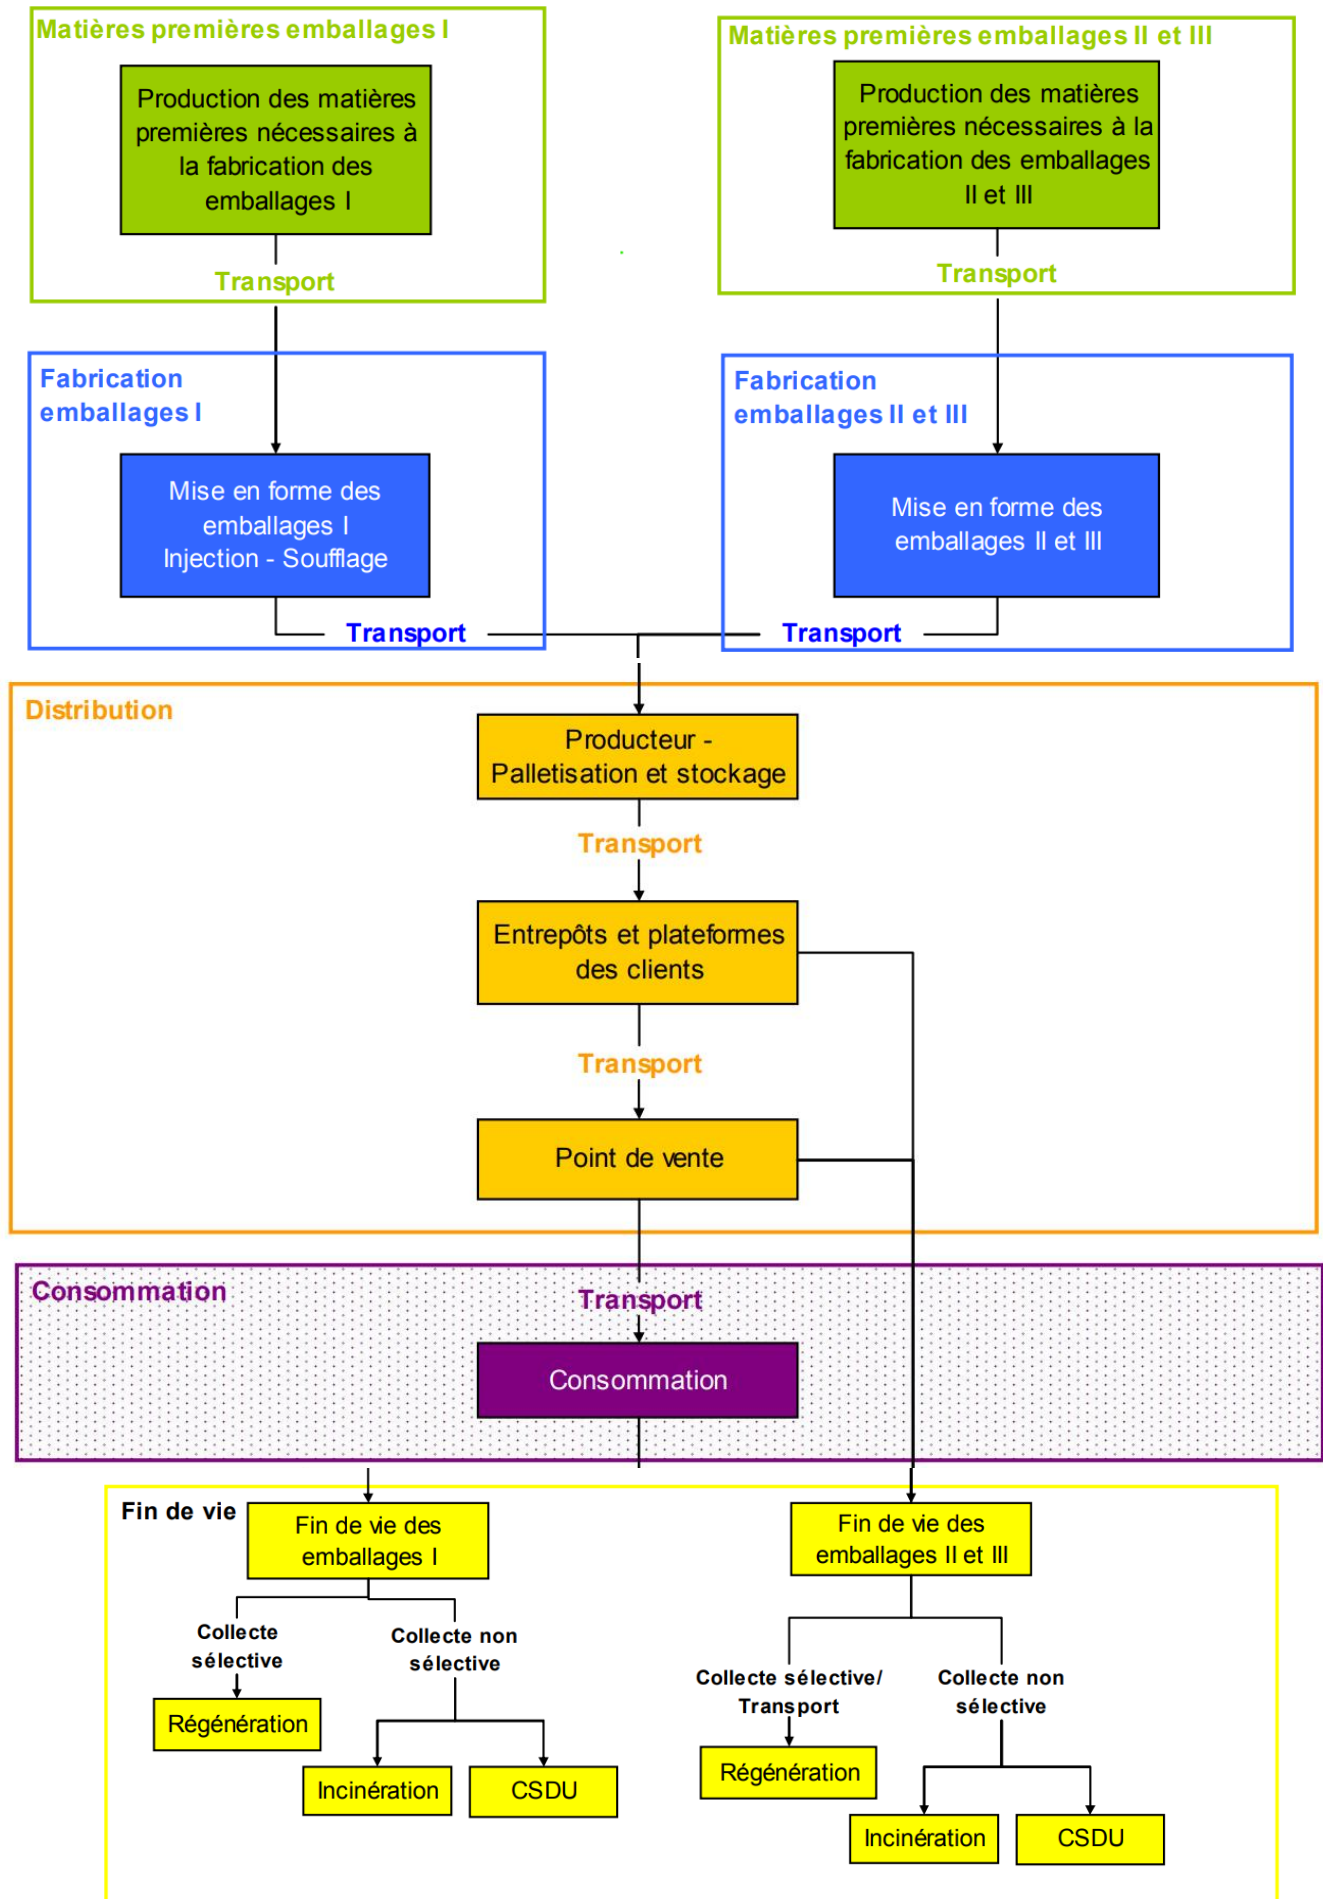 Matières premières emballages I
Production des matières
premières nécessaires à
la fabrication des
emballages I
Transport
Matières premières emballages II et III
Production des matières
premières nécessaires à la
fabrication des emballages
II et III
Transport
Fabrication
emballages I
Mise en forme des
emballages I
Injection - Soufflage
Transport
Fabrication
emballages II et III
Mise en forme des
emballages II et III
Transport
Distribution
Producteur -
Palletisation et stockage
Transport
Entrepôts et plateformes
des clients
Transport
Point de vente
Consommation
Transport
Consommation
Fin de vie
Fin de vie des
emballages I
Collecte
sélective
Régénération
Collecte non
sélective
Incinération
CSDU
Fin de vie des
emballages II et III
Collecte sélective/
Transport
Régénération
Collecte non
sélective
Incinération
CSDU